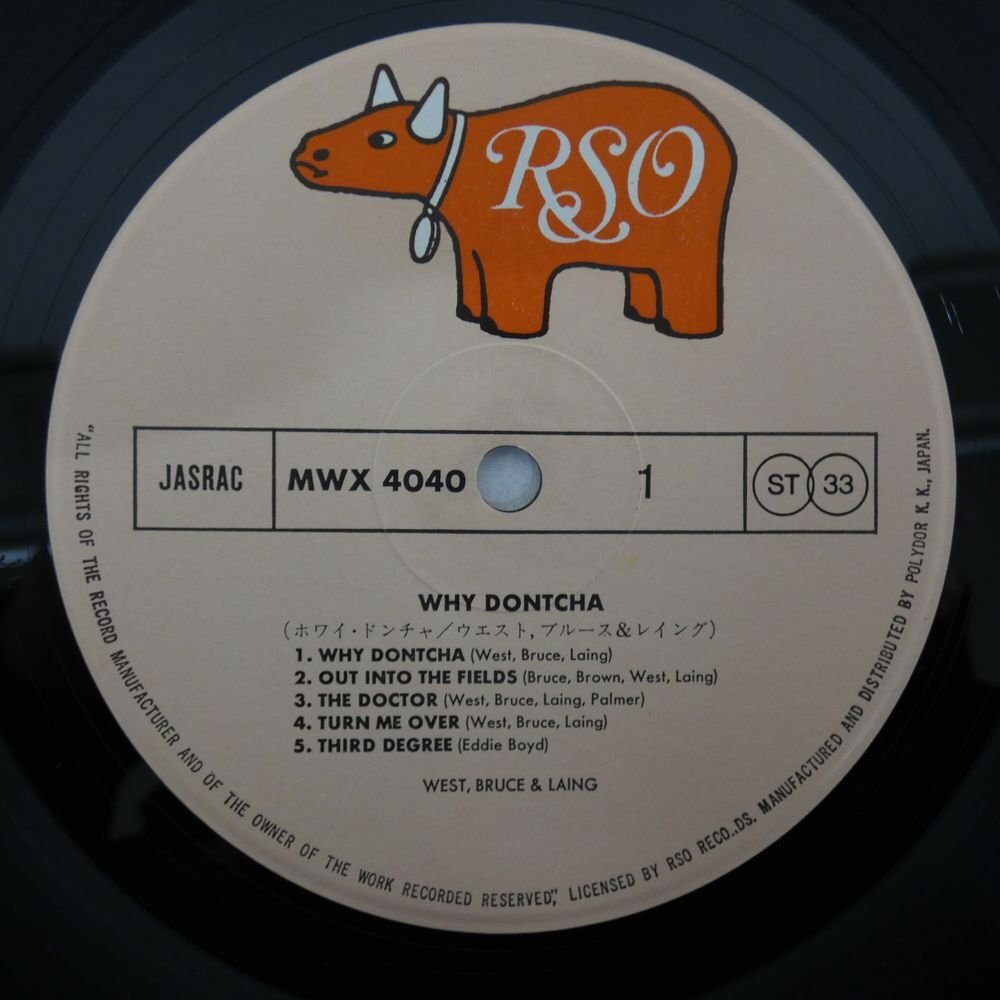 RSO
JASRAC MWX 4040 1 ST 33
WHY DONTCHA
(ホワイ・ドンチャ/ウエスト,ブルース&レイング)
1. WHY DONTCHA (West, Bruce, Laing)
2. OUT INTO THE FIELDS (Bruce, Brown, West, Laing)
3. THE DOCTOR (West, Bruce, Laing, Palmer)
4. TURN ME OVER (West, Bruce, Laing)
5. THIRD DEGREE (Eddie Boyd)
WEST, BRUCE & LAING
"ALL RIGHTS OF THE RECORD MANUFACTURER AND OF THE OWNER OF THE WORK RECORDED RESERVED", LICENSED BY RSO RECO..DS. MANUFACTURED AND DISTRIBUTED BY POLYDOR K.K., JAPAN.